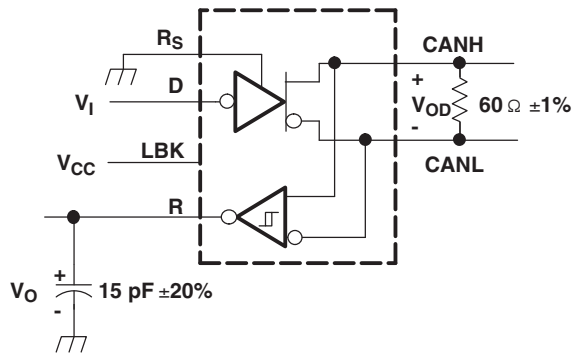 RS
CANH
D
VI
+
VOD
-
60 Ω ±1%
VCC
LBK
CANL
R
VO
+
-
15 pF ±20%